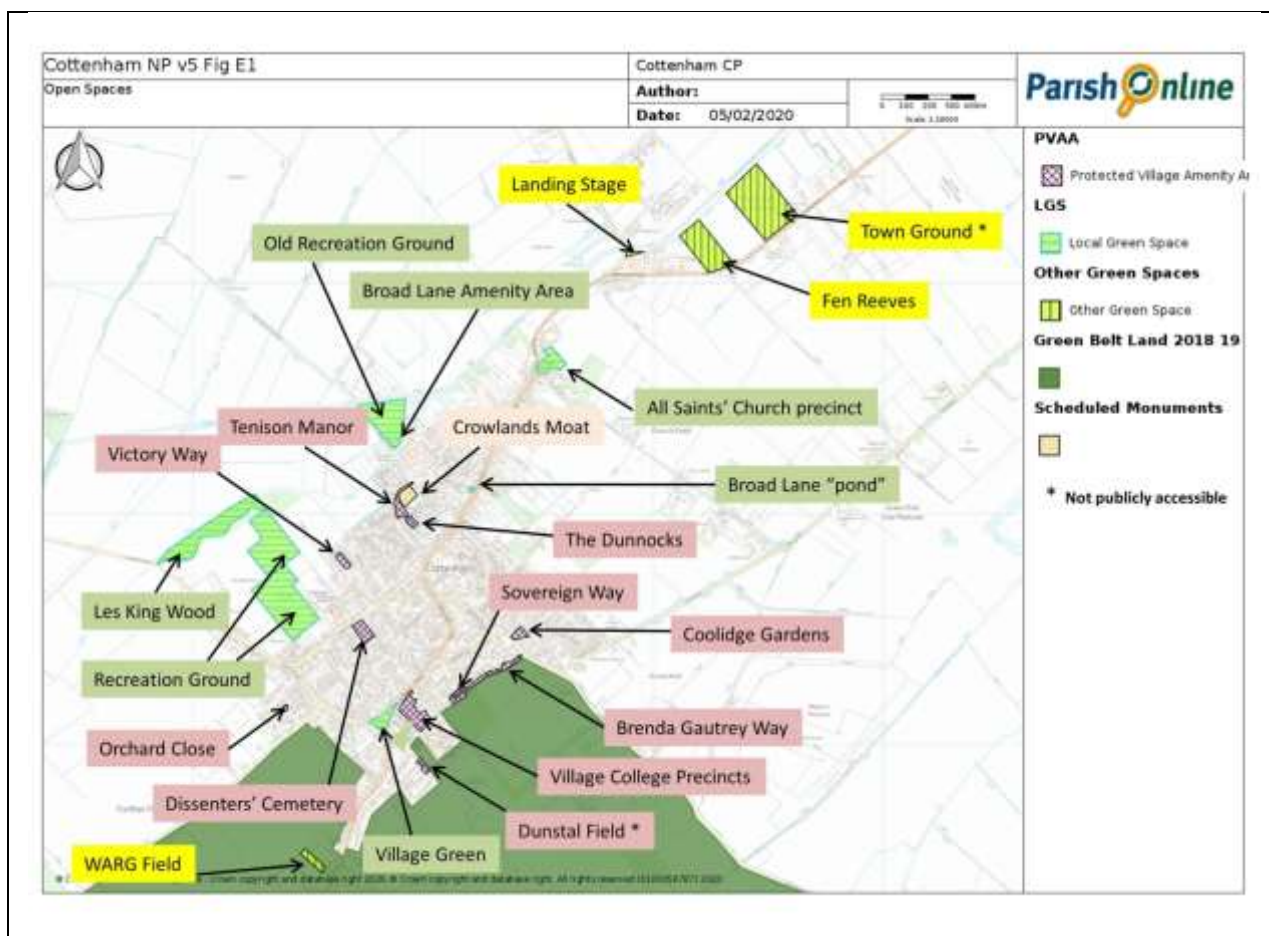 Cottenham NP v5 Fig E1
Open Spaces
Cottenham CP
Author:
Date: 05/02/2020
Parish Online
PVAA
Protected Village Amenity Ar
LGS
Local Green Space
Other Green Spaces
Other Green Space
Green Belt Land 2018 19
Scheduled Monuments
* Not publicly accessible
Landing Stage
Town Ground *
Old Recreation Ground
Broad Lane Amenity Area
Fen Reeves
All Saints' Church precinct
Tenison Manor
Crowlands Moat
Victory Way
Broad Lane "pond"
The Dunnocks
Les King Wood
Sovereign Way
Coolidge Gardens
Recreation Ground
Brenda Gautrey Way
Orchard Close
Village College Precincts
Dissenters' Cemetery
Dunstal Field *
Village Green
WARG Field